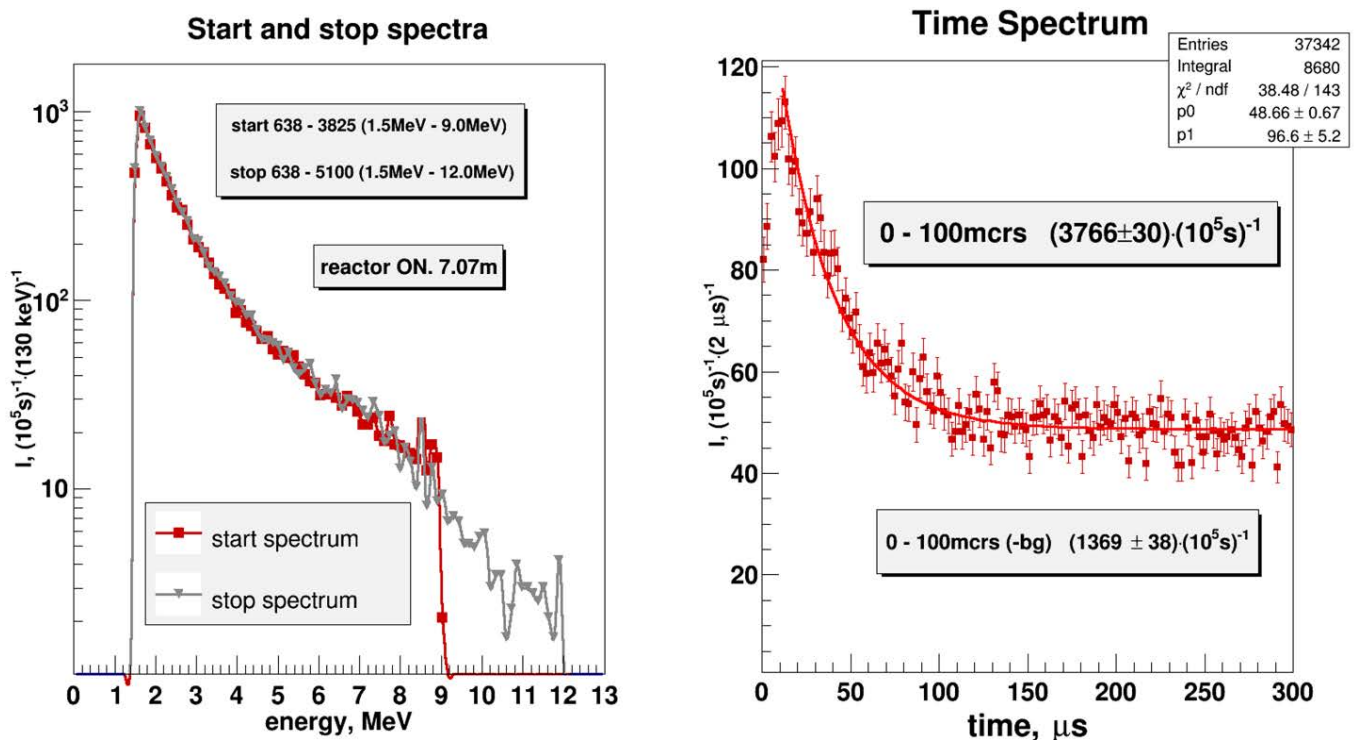 Start and stop spectra
I, (10⁵s)⁻¹·(130 keV)⁻¹
10³
10²
10
start 638 - 3825 (1.5MeV - 9.0MeV)
stop 638 - 5100 (1.5MeV - 12.0MeV)
reactor ON. 7.07m
start spectrum
stop spectrum
0 1 2 3 4 5 6 7 8 9 10 11 12 13
energy, MeV
Time Spectrum
Entries 37342
Integral 8680
χ² / ndf 38.48 / 143
p0 48.66 ± 0.67
p1 96.6 ± 5.2
I, (10⁵s)⁻¹·(2 μs)⁻¹
120
100
80
60
40
20
0 - 100mcrs (3766±30)·(10⁵s)⁻¹
0 - 100mcrs (-bg) (1369 ± 38)·(10⁵s)⁻¹
0 50 100 150 200 250 300
time, μs